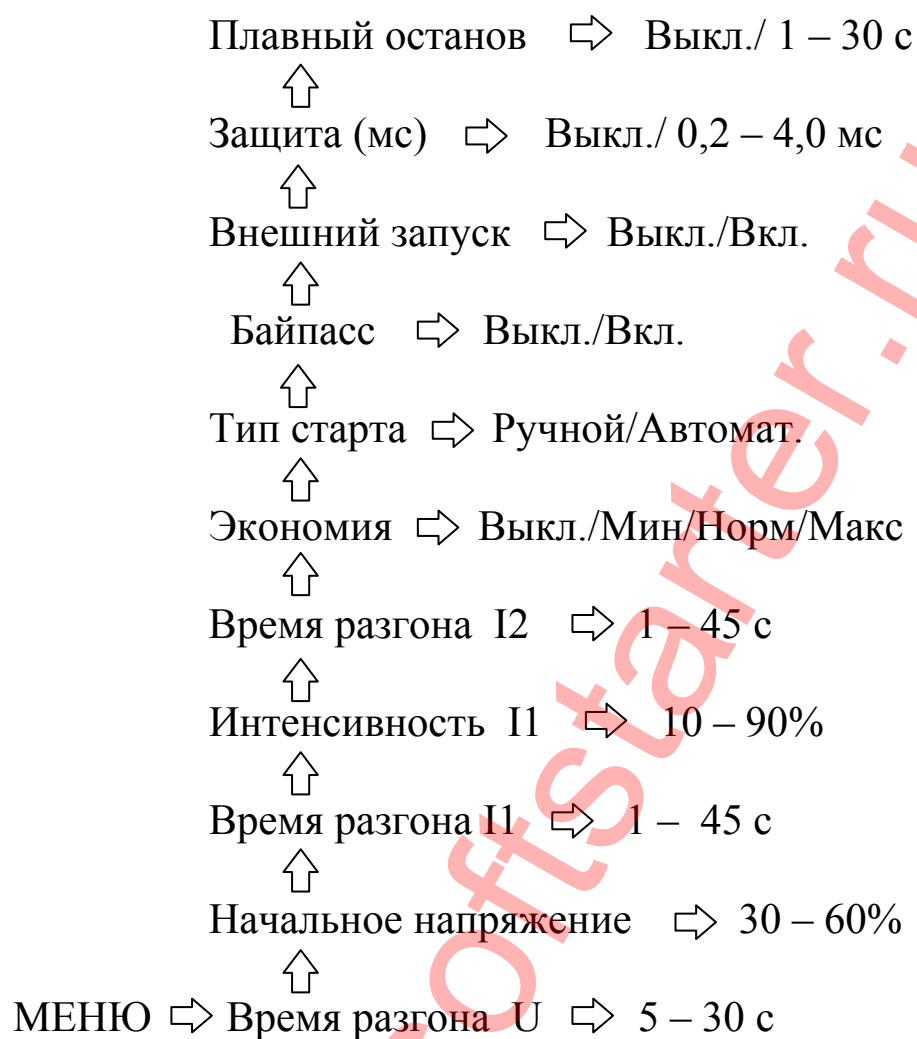 Плавный останов ⇨ Выкл./ 1 – 30 с
Защита (мс) ⇨ Выкл./ 0,2 – 4,0 мс
Внешний запуск ⇨ Выкл./Вкл.
Байпасс ⇨ Выкл./Вкл.
Тип старта ⇨ Ручной/Автомат.
Экономия ⇨ Выкл./Мин/Норм/Макс
Время разгона I2 ⇨ 1 – 45 с
Интенсивность I1 ⇨ 10 – 90%
Время разгона I1 ⇨ 1 – 45 с
Начальное напряжение ⇨ 30 – 60%
МЕНЮ ⇨ Время разгона U ⇨ 5 – 30 с
oftstarter.ru